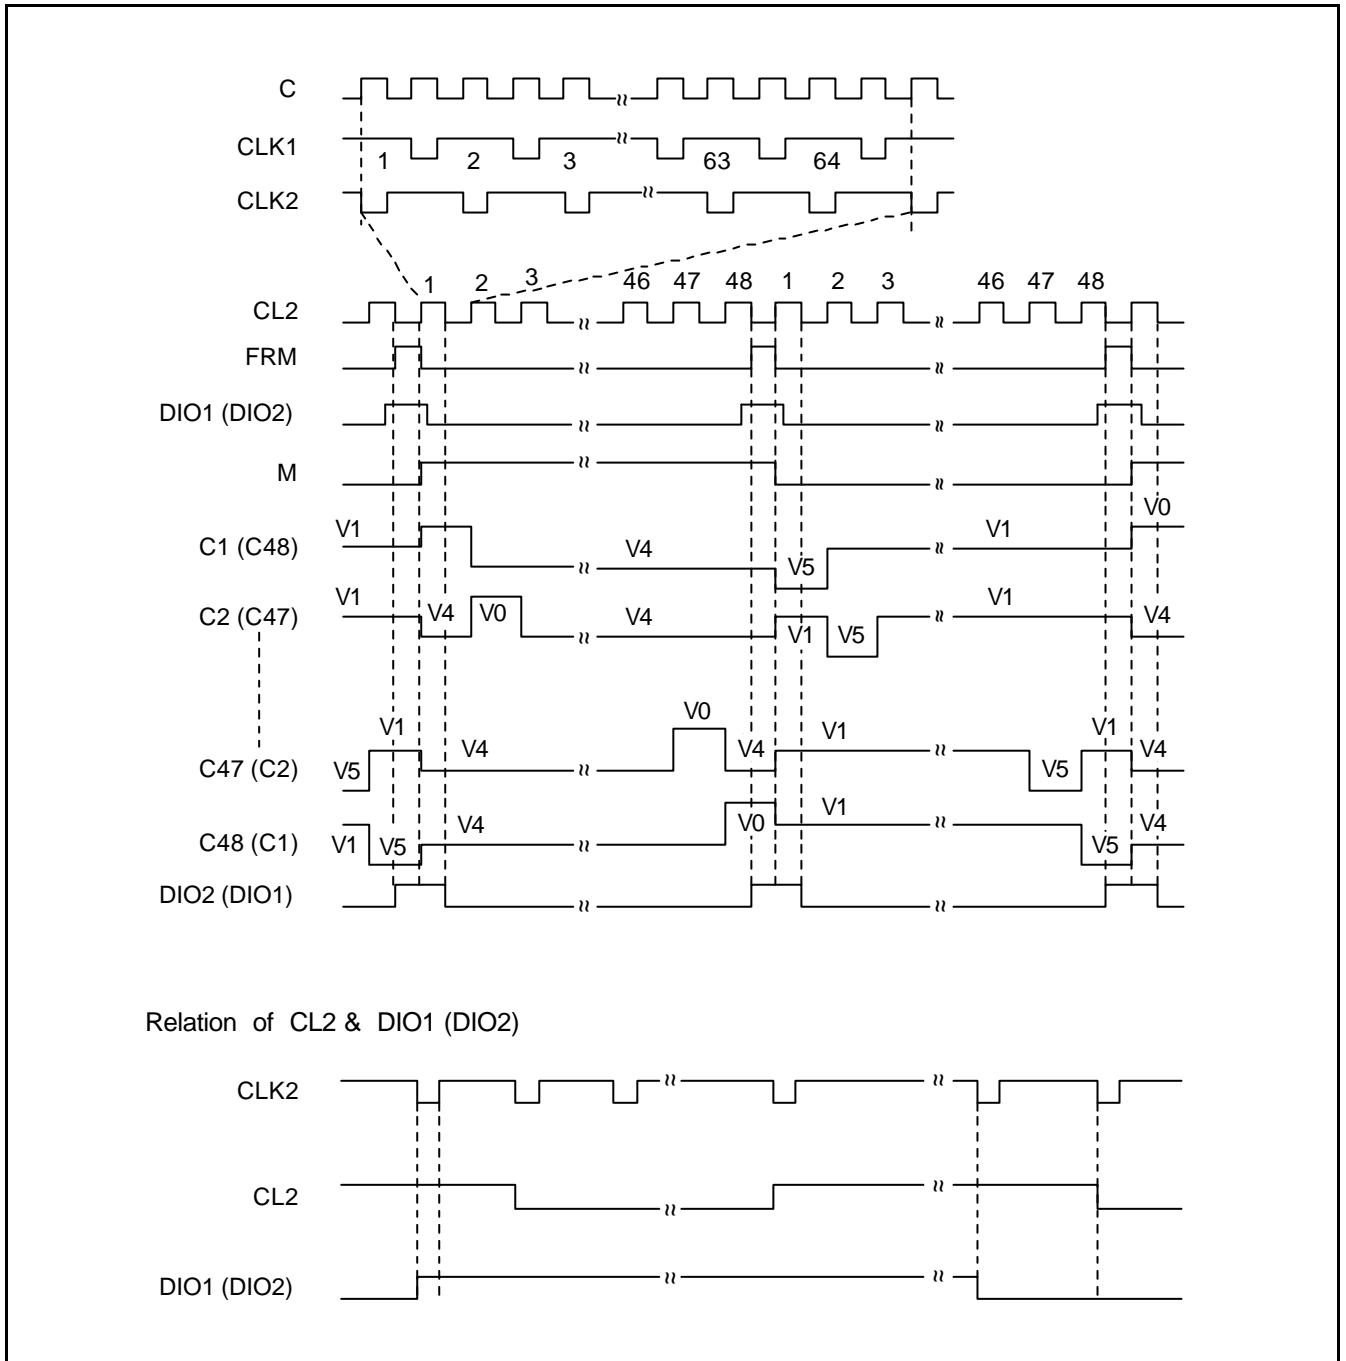 C
CLK1
1 2 3 63 64
CLK2
1 2 3 46 47 48 1 2 3 46 47 48
CL2
FRM
DIO1 (DIO2)
M
V0
V1 V1
C1 (C48) V4 V5
V1 V1
C2 (C47) V4 V0 V4 V1 V5 V4
V0
V1 V4 V4 V1 V1 V4
C47 (C2) V5 V5
V4 V1 V4
C48 (C1) V1 V5 V0 V5
DIO2 (DIO1)
Relation of CL2 & DIO1 (DIO2)
CLK2
CL2
DIO1 (DIO2)